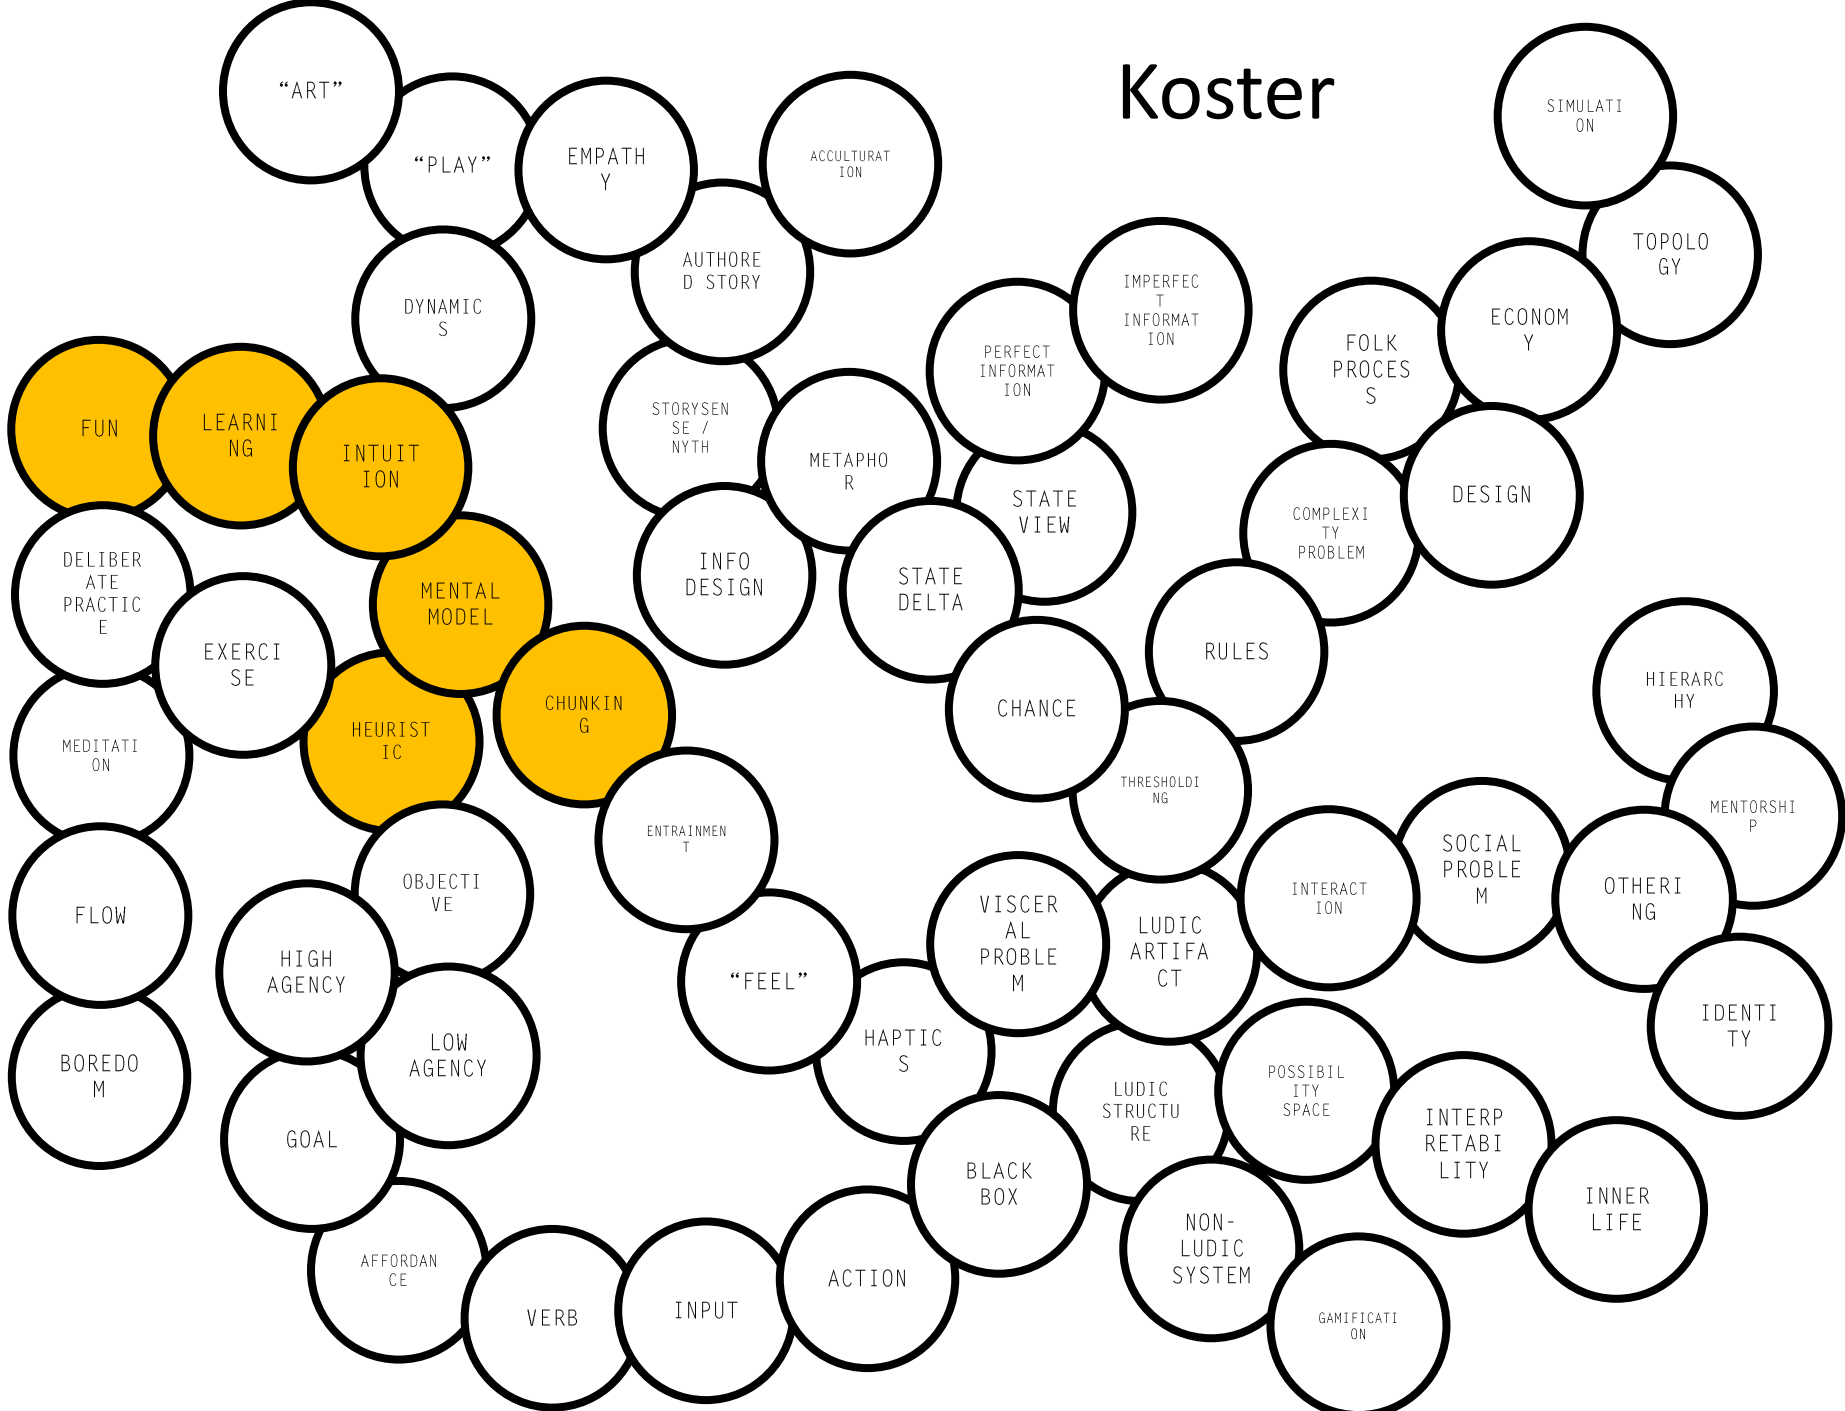 Koster
“ART”
“PLAY”
EMPATH
Y
ACCULTURAT
ION
SIMULATI
ON
TOPOLO
GY
AUTHORE
D STORY
DYNAMIC
S
IMPERFEC
T
INFORMAT
ION
PERFECT
INFORMAT
ION
FOLK
PROCES
S
ECONOM
Y
FUN
LEARNI
NG
INTUIT
ION
STORYSEN
SE /
NYTH
METAPHO
R
STATE
VIEW
COMPLEXI
TY
PROBLEM
DESIGN
DELIBER
ATE
PRACTIC
E
EXERCI
SE
MENTAL
MODEL
INFO
DESIGN
STATE
DELTA
RULES
CHANCE
HIERARC
HY
MEDITATI
ON
HEURIST
IC
CHUNKIN
G
ENTRAINMEN
T
THRESHOLDI
NG
MENTORSHI
P
FLOW
OBJECTI
VE
HIGH
AGENCY
LOW
AGENCY
“FEEL”
VISCER
AL
PROBLE
M
LUDIC
ARTIFA
CT
INTERACT
ION
SOCIAL
PROBLE
M
OTHERI
NG
IDENTI
TY
BOREDO
M
GOAL
HAPTIC
S
LUDIC
STRUCTU
RE
POSSIBIL
ITY
SPACE
INTERP
RETABI
LITY
INNER
LIFE
BLACK
BOX
NON-
LUDIC
SYSTEM
AFFORDAN
CE
VERB
INPUT
ACTION
GAMIFICATI
ON